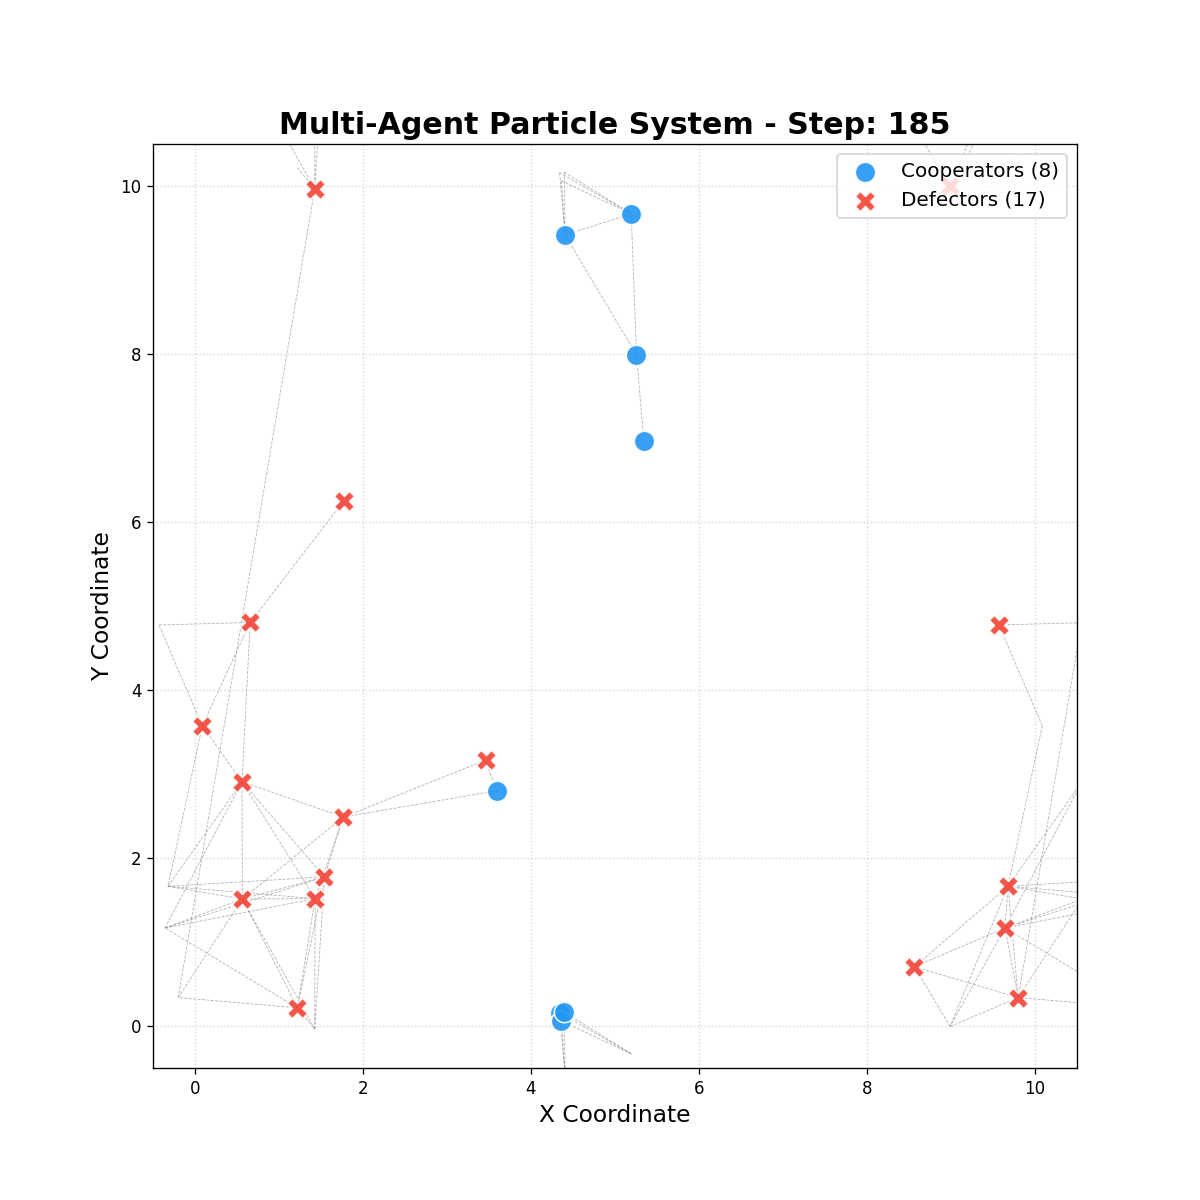 Multi-Agent Particle System - Step: 185
Cooperators (8)
Defectors (17)
10
8
6
4
2
0
Y Coordinate
0 2 4 6 8 10
X Coordinate